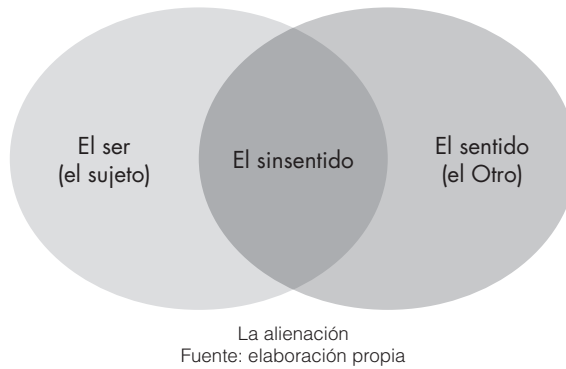 El ser
(el sujeto)
El sinsentido
El sentido
(el Otro)
La alienación
Fuente: elaboración propia